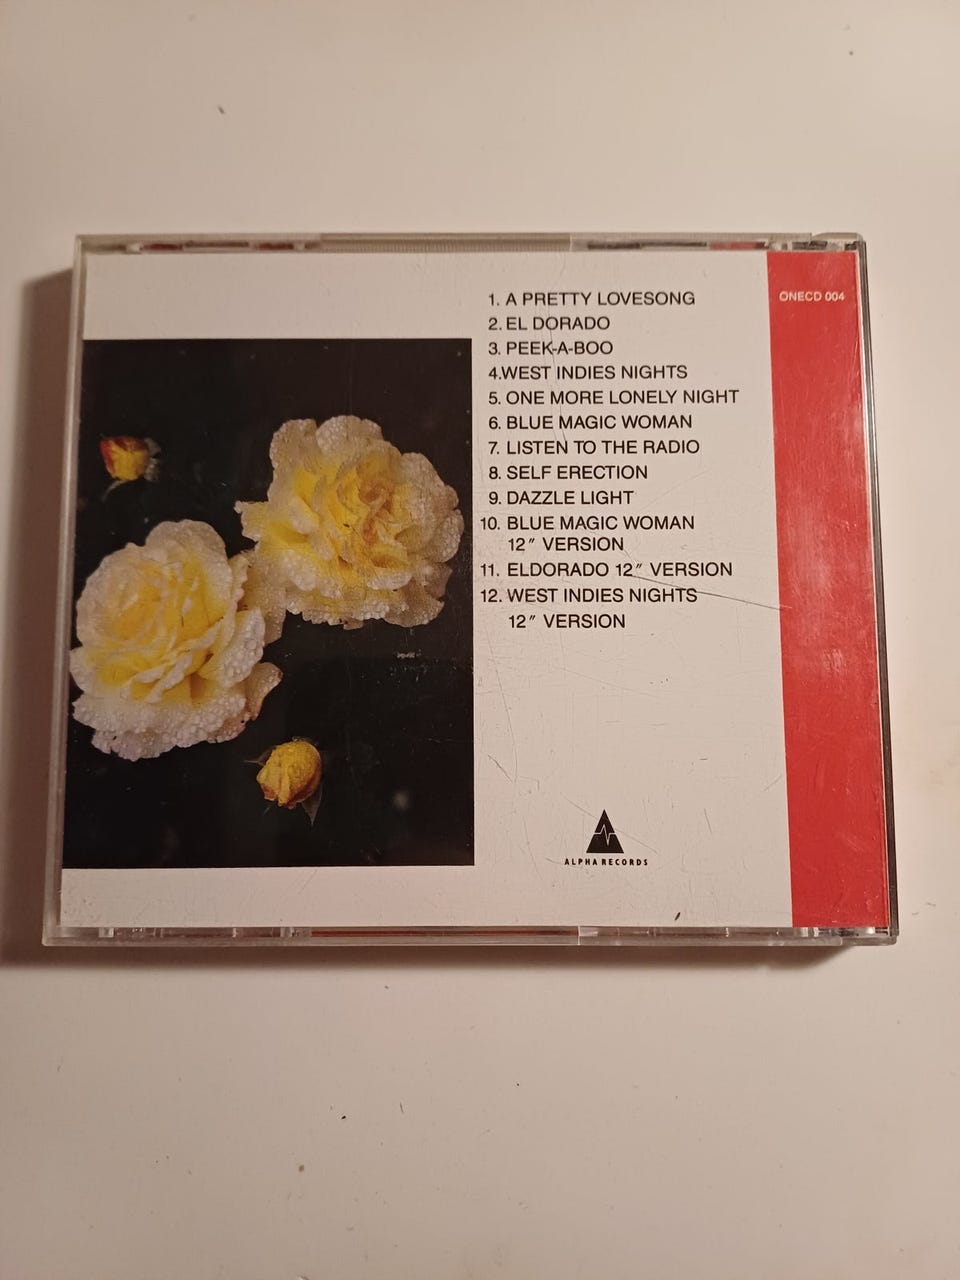 1. A PRETTY LOVESONG
2. EL DORADO
3. PEEK-A-BOO
4.WEST INDIES NIGHTS
5. ONE MORE LONELY NIGHT
6. BLUE MAGIC WOMAN
7. LISTEN TO THE RADIO
8. SELF ERECTION
9. DAZZLE LIGHT
10. BLUE MAGIC WOMAN
12″ VERSION
11. ELDORADO 12″ VERSION
12. WEST INDIES NIGHTS
12″ VERSION
ONECD 004
ALPHA RECORDS